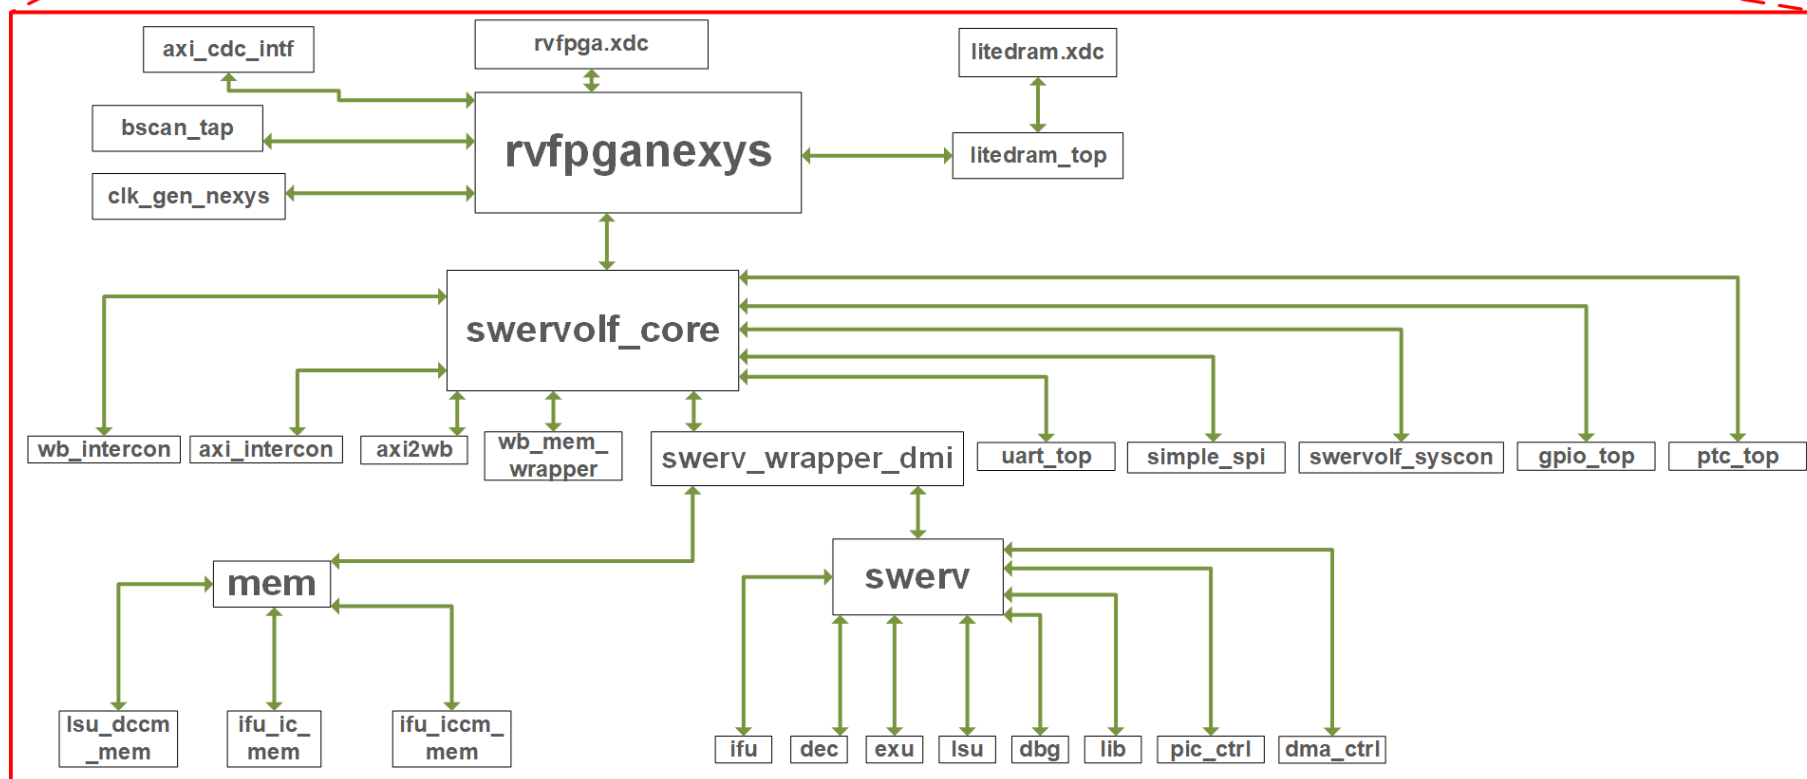 axi_cdc_intf
rvfpga.xdc
litedram.xdc
bscan_tap
rvfpganexys
litedram_top
clk_gen_nexys
swervolf_core
wb_intercon
axi_intercon
axi2wb
wb_mem_
wrapper
swerv_wrapper_dmi
uart_top
simple_spi
swervolf_syscon
gpio_top
ptc_top
mem
swerv
lsu_dccm
_mem
ifu_ic_
mem
ifu_iccm_
mem
ifu
dec
exu
lsu
dbg
lib
pic_ctrl
dma_ctrl